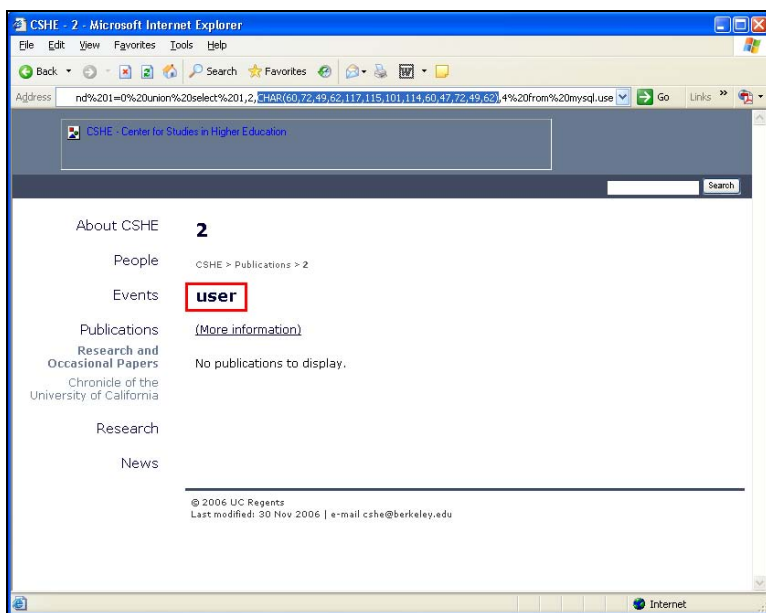 CSHE - 2 - Microsoft Internet Explorer
File Edit View Favorites Tools Help
Back Search Favorites
Address nd%201=0%20union%20select%201,2,CHAR(60,72,49,62,117,115,101,114,60,47,72,49,62),4%20from%20mysql.use Go Links »
CSHE - Center for Studies in Higher Education
Search
About CSHE
People
Events
Publications
Research and
Occasional Papers
Chronicle of the
University of California
Research
News
2
CSHE > Publications > 2
user
(More information)
No publications to display.
© 2006 UC Regents
Last modified: 30 Nov 2006 | e-mail cshe@berkeley.edu
Internet